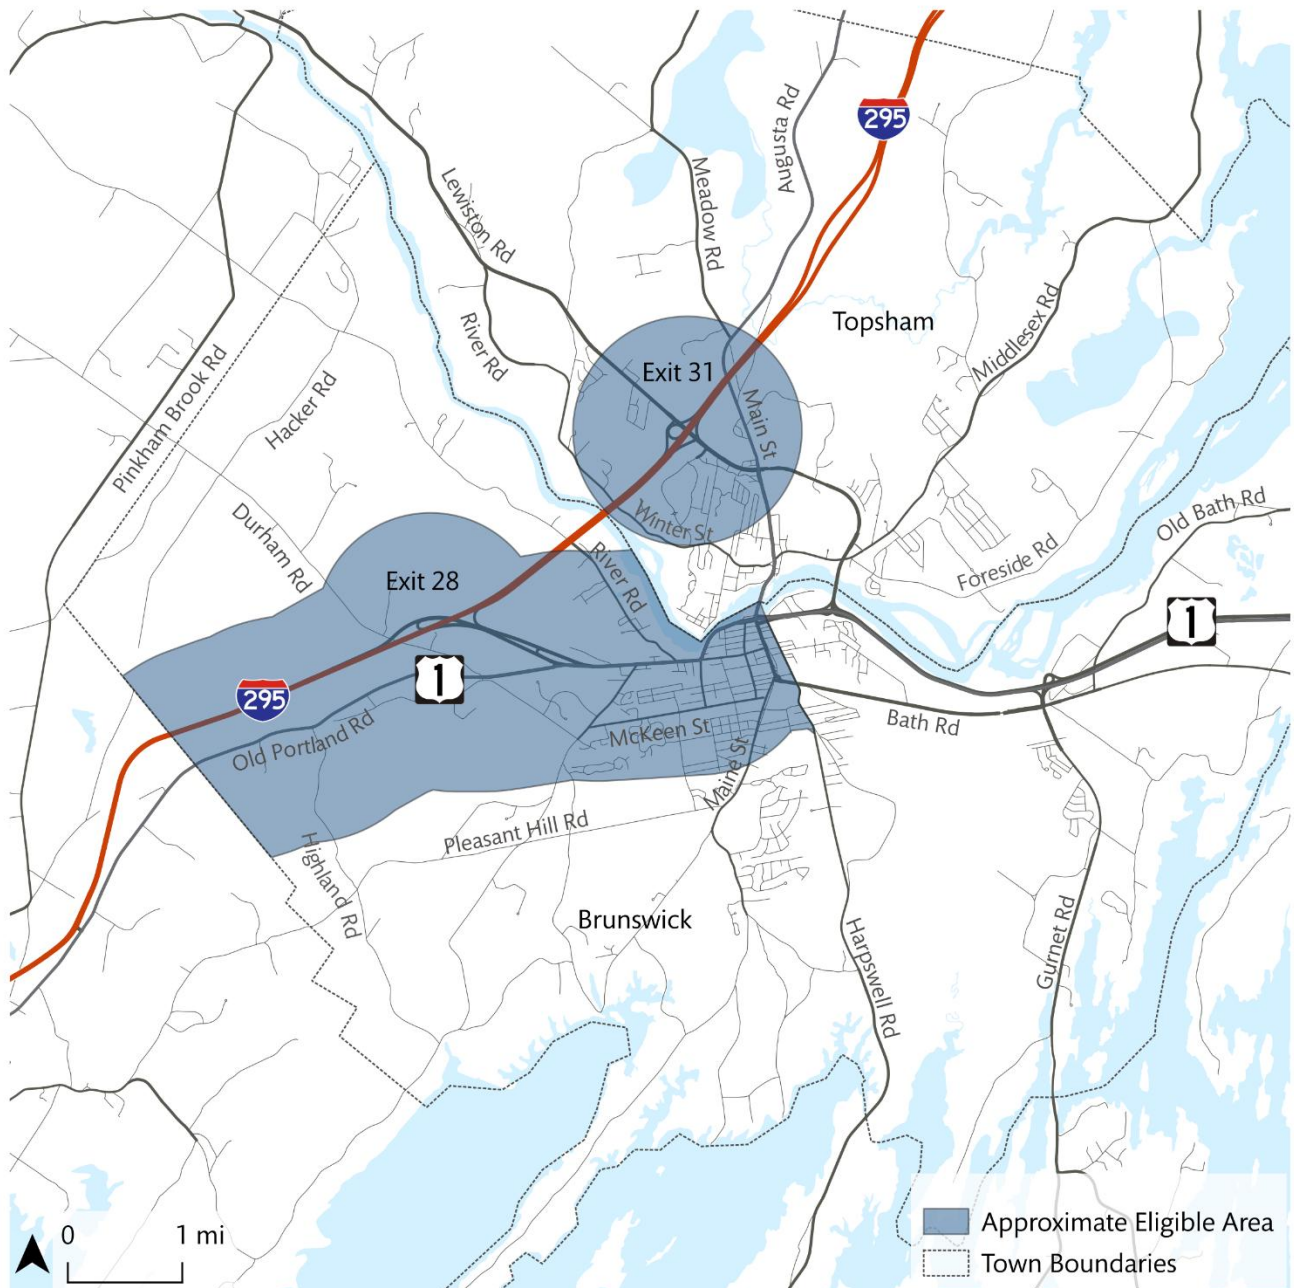 295
Augusta Rd
Meadow Rd
Lewiston Rd
River Rd
Topsham
Middlesex Rd
Exit 31
Pinkham Brook Rd
Hacker Rd
Main St
Durham Rd
Winter St
Old Bath Rd
Exit 28
River Rd
Foreside Rd
1
1
295
Old Portland Rd
McKeen St
Bath Rd
Maine St
Pleasant Hill Rd
Highland Rd
Brunswick
Harpswell Rd
Gurnet Rd
0 1 mi
Approximate Eligible Area
Town Boundaries